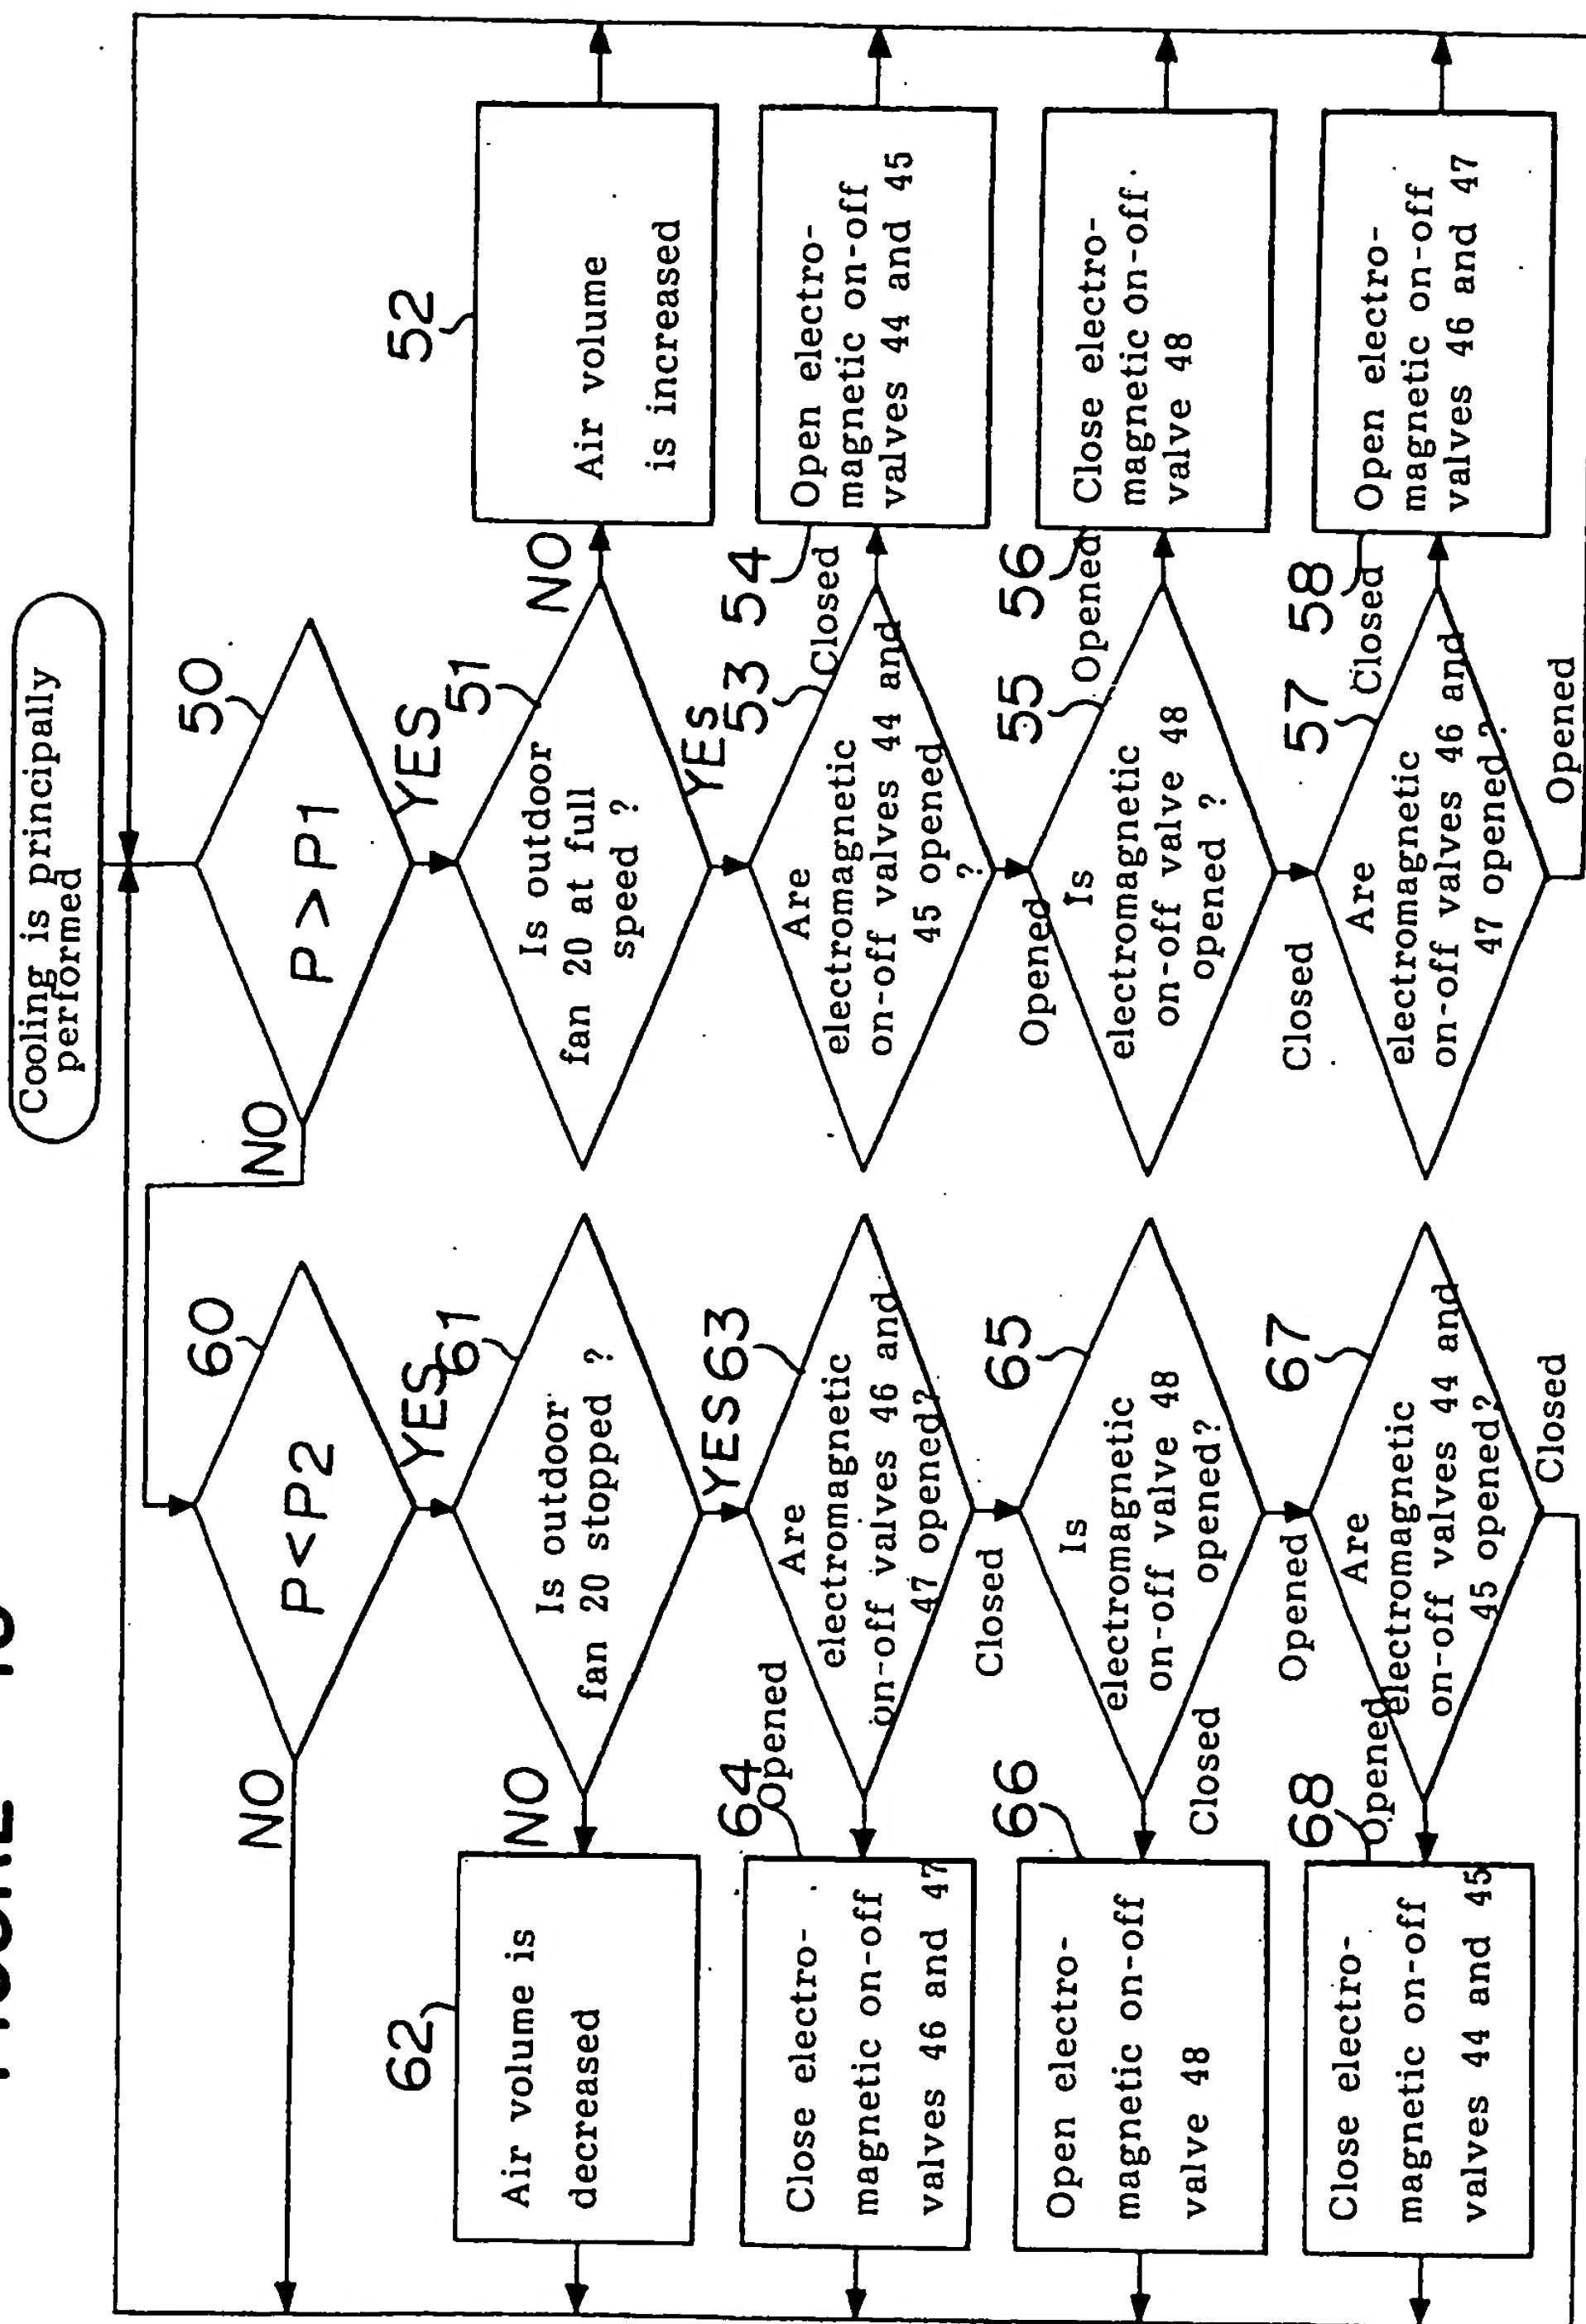 Cooling is principally
performed
50
P > P1
NO
YES
51
Is outdoor
fan 20 at full
speed ?
NO
52
Air volume
is increased
YES
53
Are
electromagnetic
on-off valves 44 and
45 opened
?
Closed
54
Open electro-
magnetic on-off
valves 44 and 45
Opened
55
Is
electromagnetic
on-off valve 48
opened ?
Opened
56
Close electro-
magnetic on-off
valve 48
Closed
57
Are
electromagnetic
on-off valves 46 and
47 opened?
Closed
58
Open electro-
magnetic on-off
valves 46 and 47
Opened
60
P < P2
NO
YES
61
Is outdoor
fan 20 stopped ?
NO
62
Air volume is
decreased
YES
63
Are
electromagnetic
on-off valves 46 and
47 opened?
Opened
64
Close electro-
magnetic on-off
valves 46 and 47
Closed
65
Is
electromagnetic
on-off valve 48
opened?
Closed
66
Open electro-
magnetic on-off
valve 48
Opened
67
Are
electromagnetic
on-off valves 44 and
45 opened?
Opened
68
Close electro-
magnetic on-off
valves 44 and 45
Closed